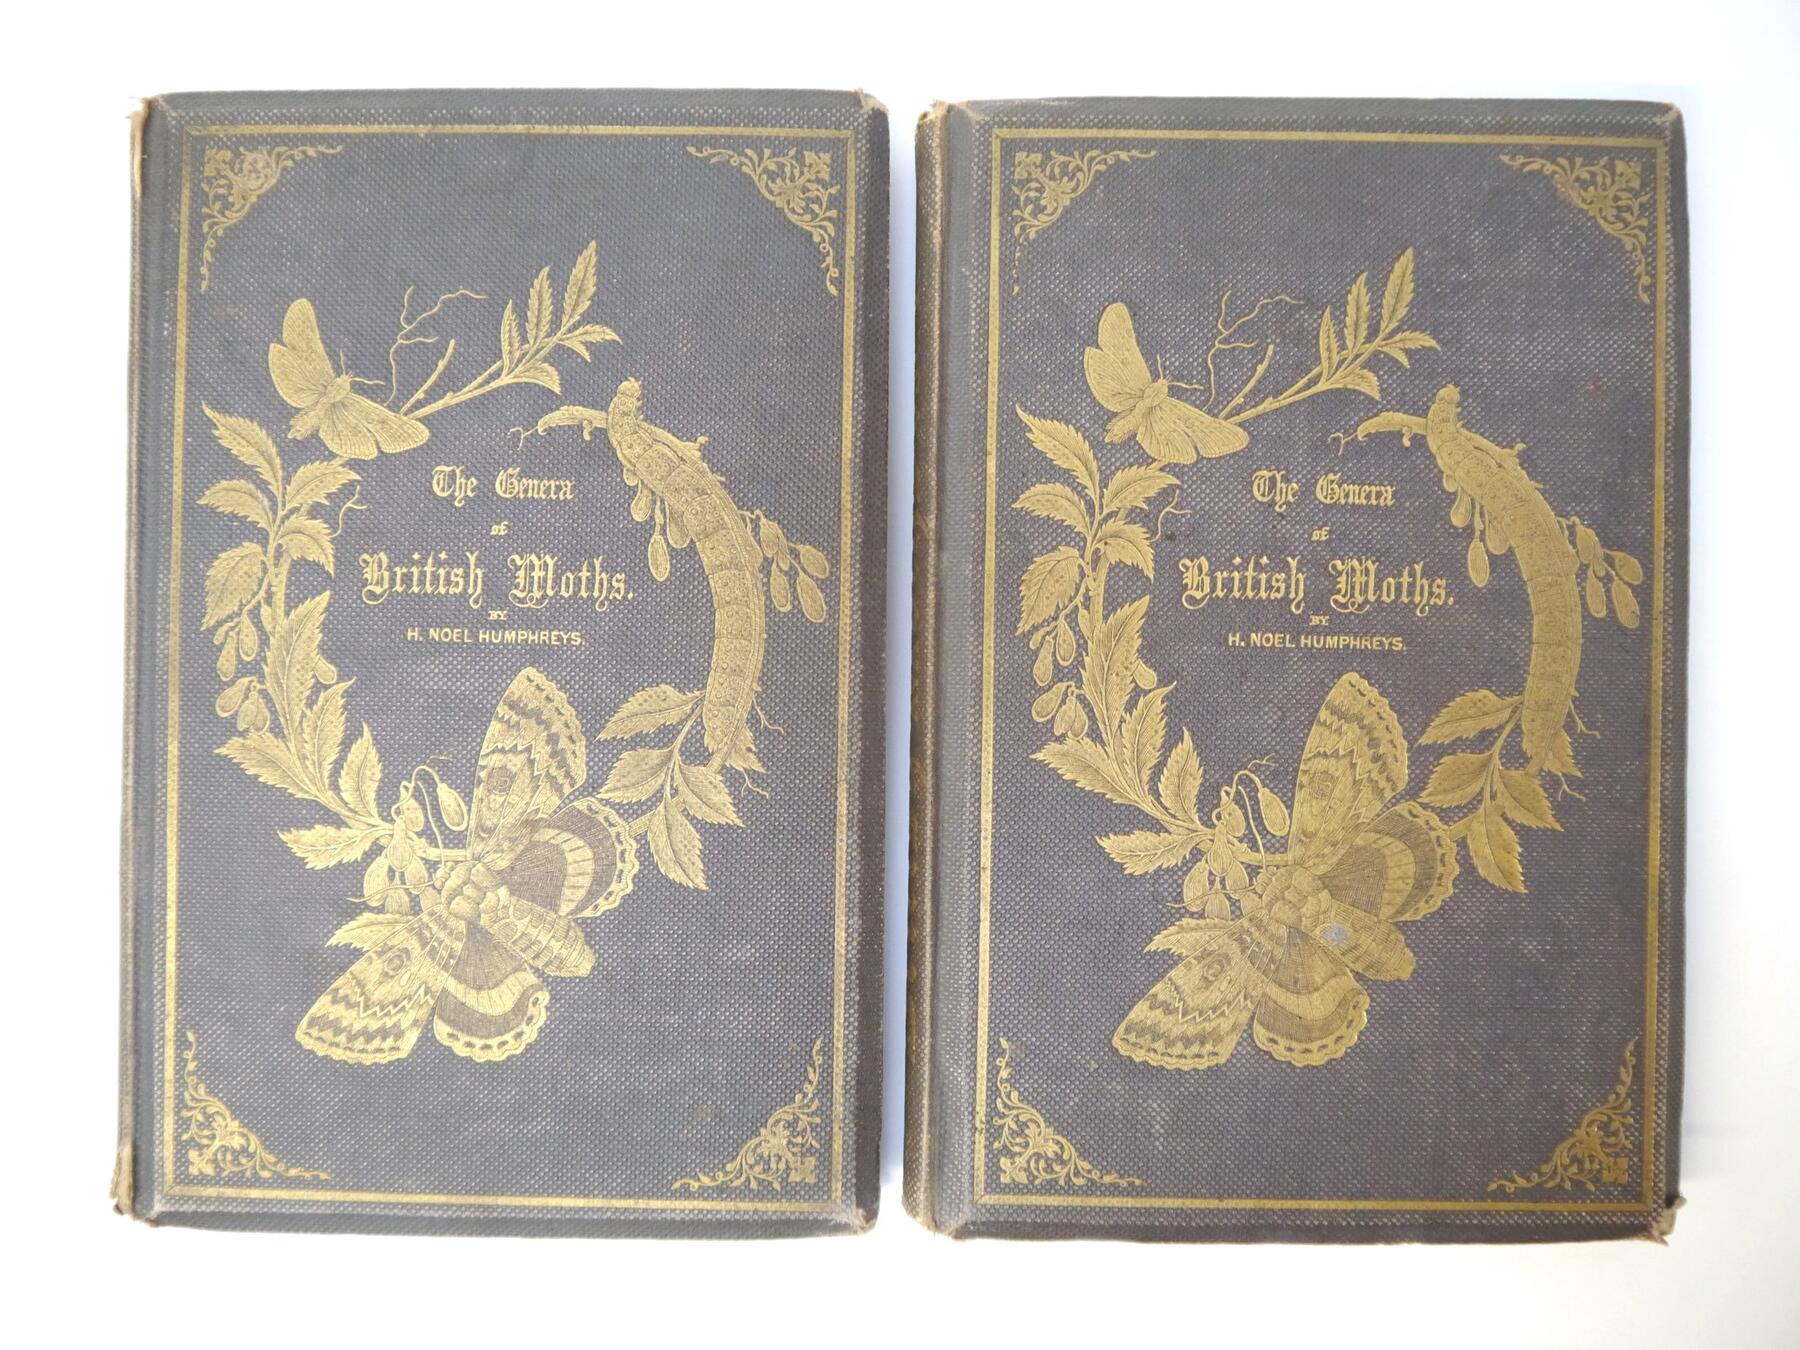 The Genera
of
British Moths.
BY
H. NOEL HUMPHREYS.
The Genera
of
British Moths.
BY
H. NOEL HUMPHREYS.